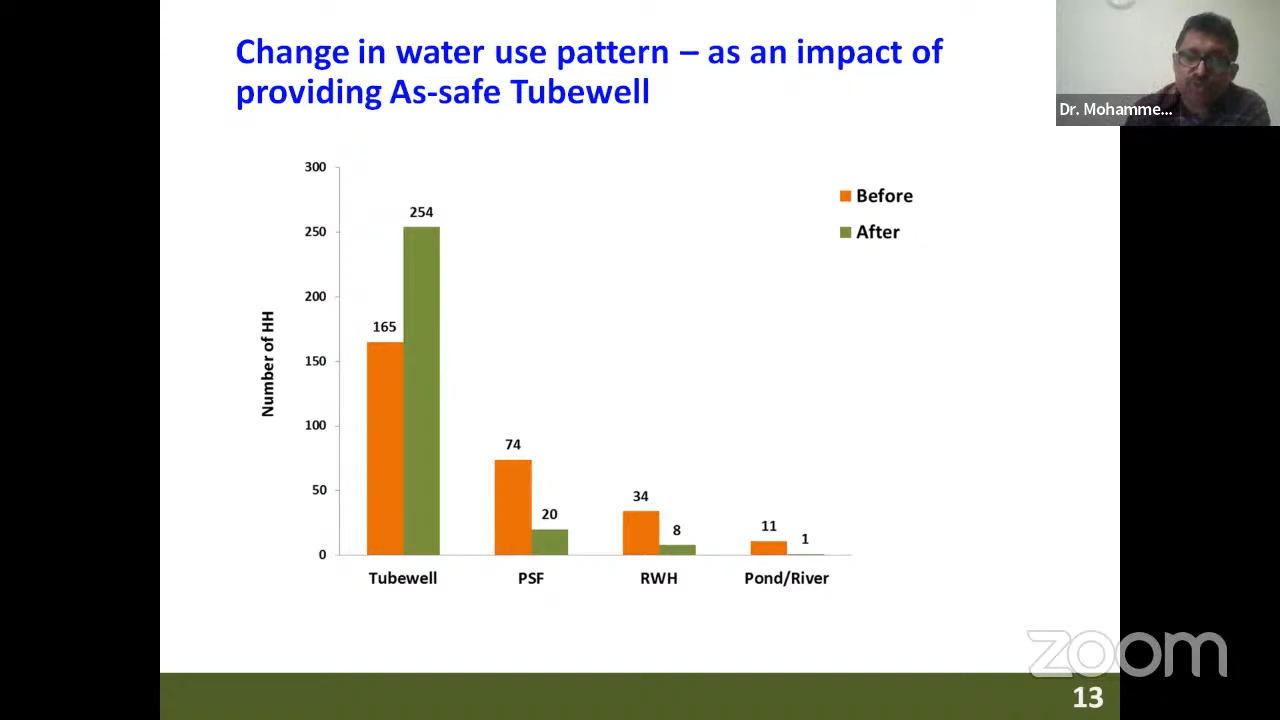 Change in water use pattern – as an impact of
providing As-safe Tubewell
Dr. Mohamme...
300
250
200
150
100
50
0
Number of HH
254
165
74
20
34
8
11
1
Before
After
Tubewell
PSF
RWH
Pond/River
zoom
13